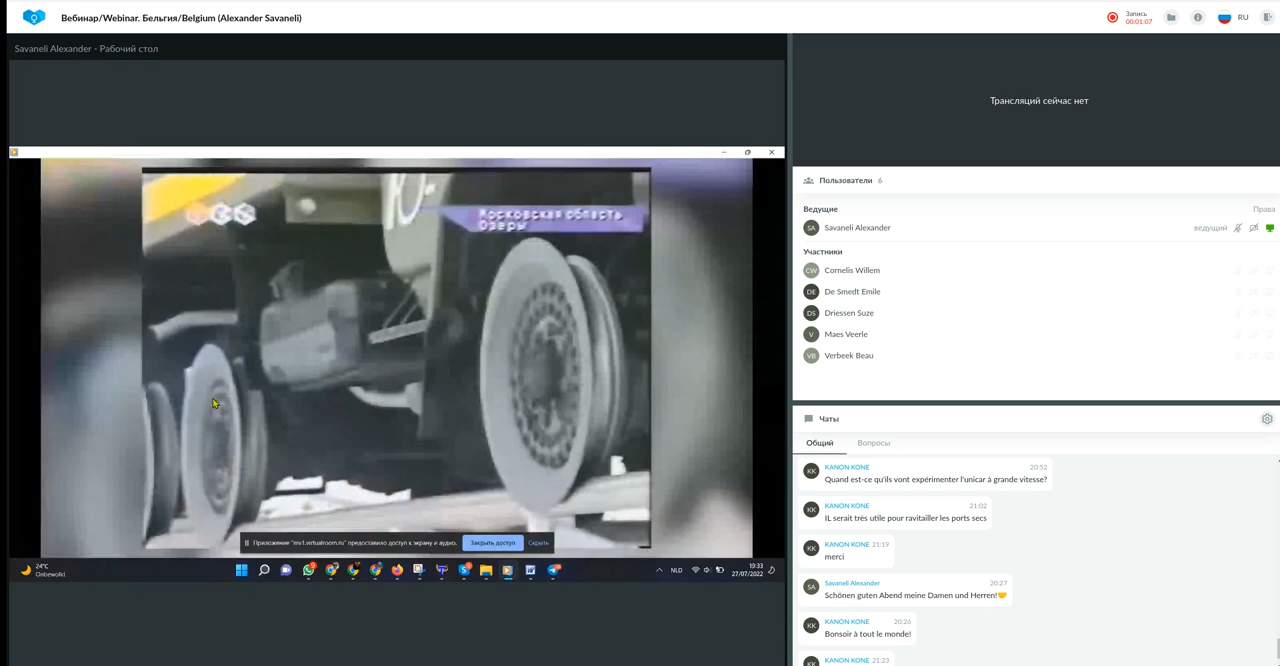 Вебинар/Webinar. Бельгия/Belgium (Alexander Savaneli)
Запись
00:01:07
RU
Savaneli Alexander - Рабочий стол
Московская область
Озеры
Приложение "mv1.virtualroom.ru" предоставило доступ к экрану и аудио.
Закрыть доступ
Скрыть
24°C
Onbewolkt
NLD
19:33
27/07/2022
Трансляций сейчас нет
Пользователи 6
Ведущие
Права
SA
Savaneli Alexander
ведущий
Участники
CW
Cornelis Willem
DE
De Smedt Emile
DS
Driessen Suze
V
Maes Veerle
VB
Verbeek Beau
Чаты
Общий
Вопросы
KK
KANON KONE
20:52
Quand est-ce qu'ils vont expérimenter l'unicar à grande vitesse?
KK
KANON KONE
21:02
IL serait très utile pour ravitailler les ports secs
KK
KANON KONE 21:19
merci
SA
Savaneli Alexander
20:27
Schönen guten Abend meine Damen und Herren!🤝
KK
KANON KONE
20:26
Bonsoir à tout le monde!
KK
KANON KONE 21:23